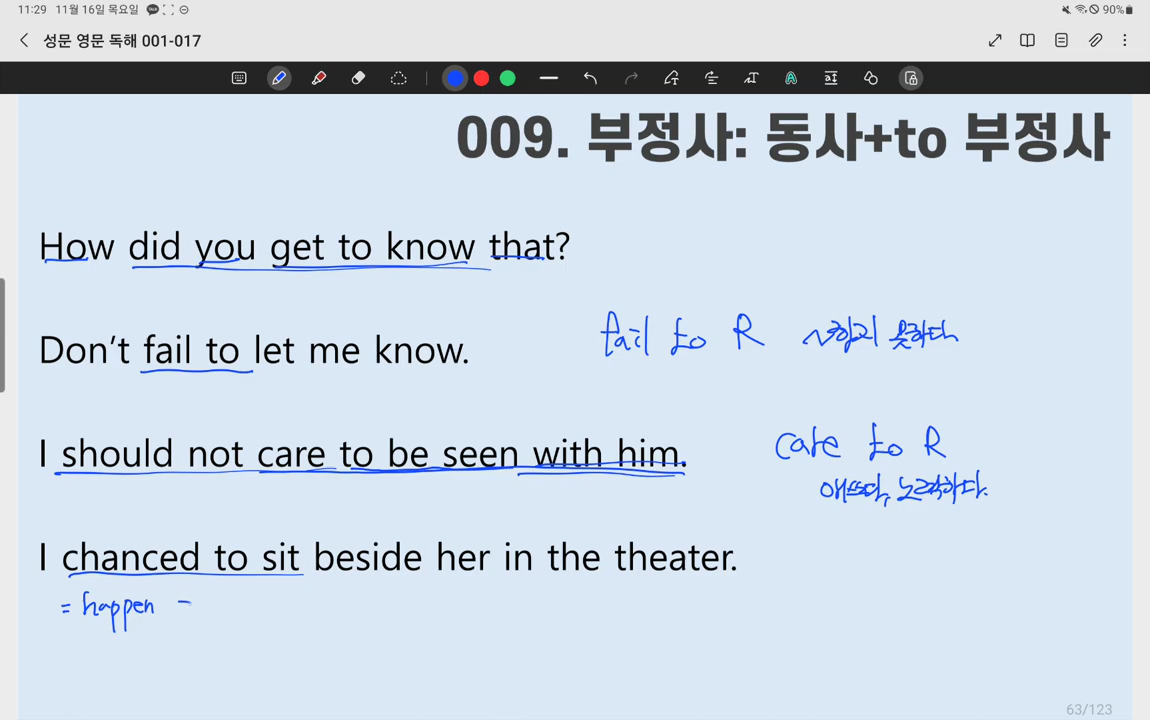 11:29 11월 16일 목요일 90%
성문 영문 독해 001-017
009. 부정사: 동사+to 부정사
How did you get to know that?
Don't fail to let me know.
fail to R ~하지 못하다
I should not care to be seen with him.
care to R
애쓰다, 노력하다.
I chanced to sit beside her in the theater.
= happen -
63/123